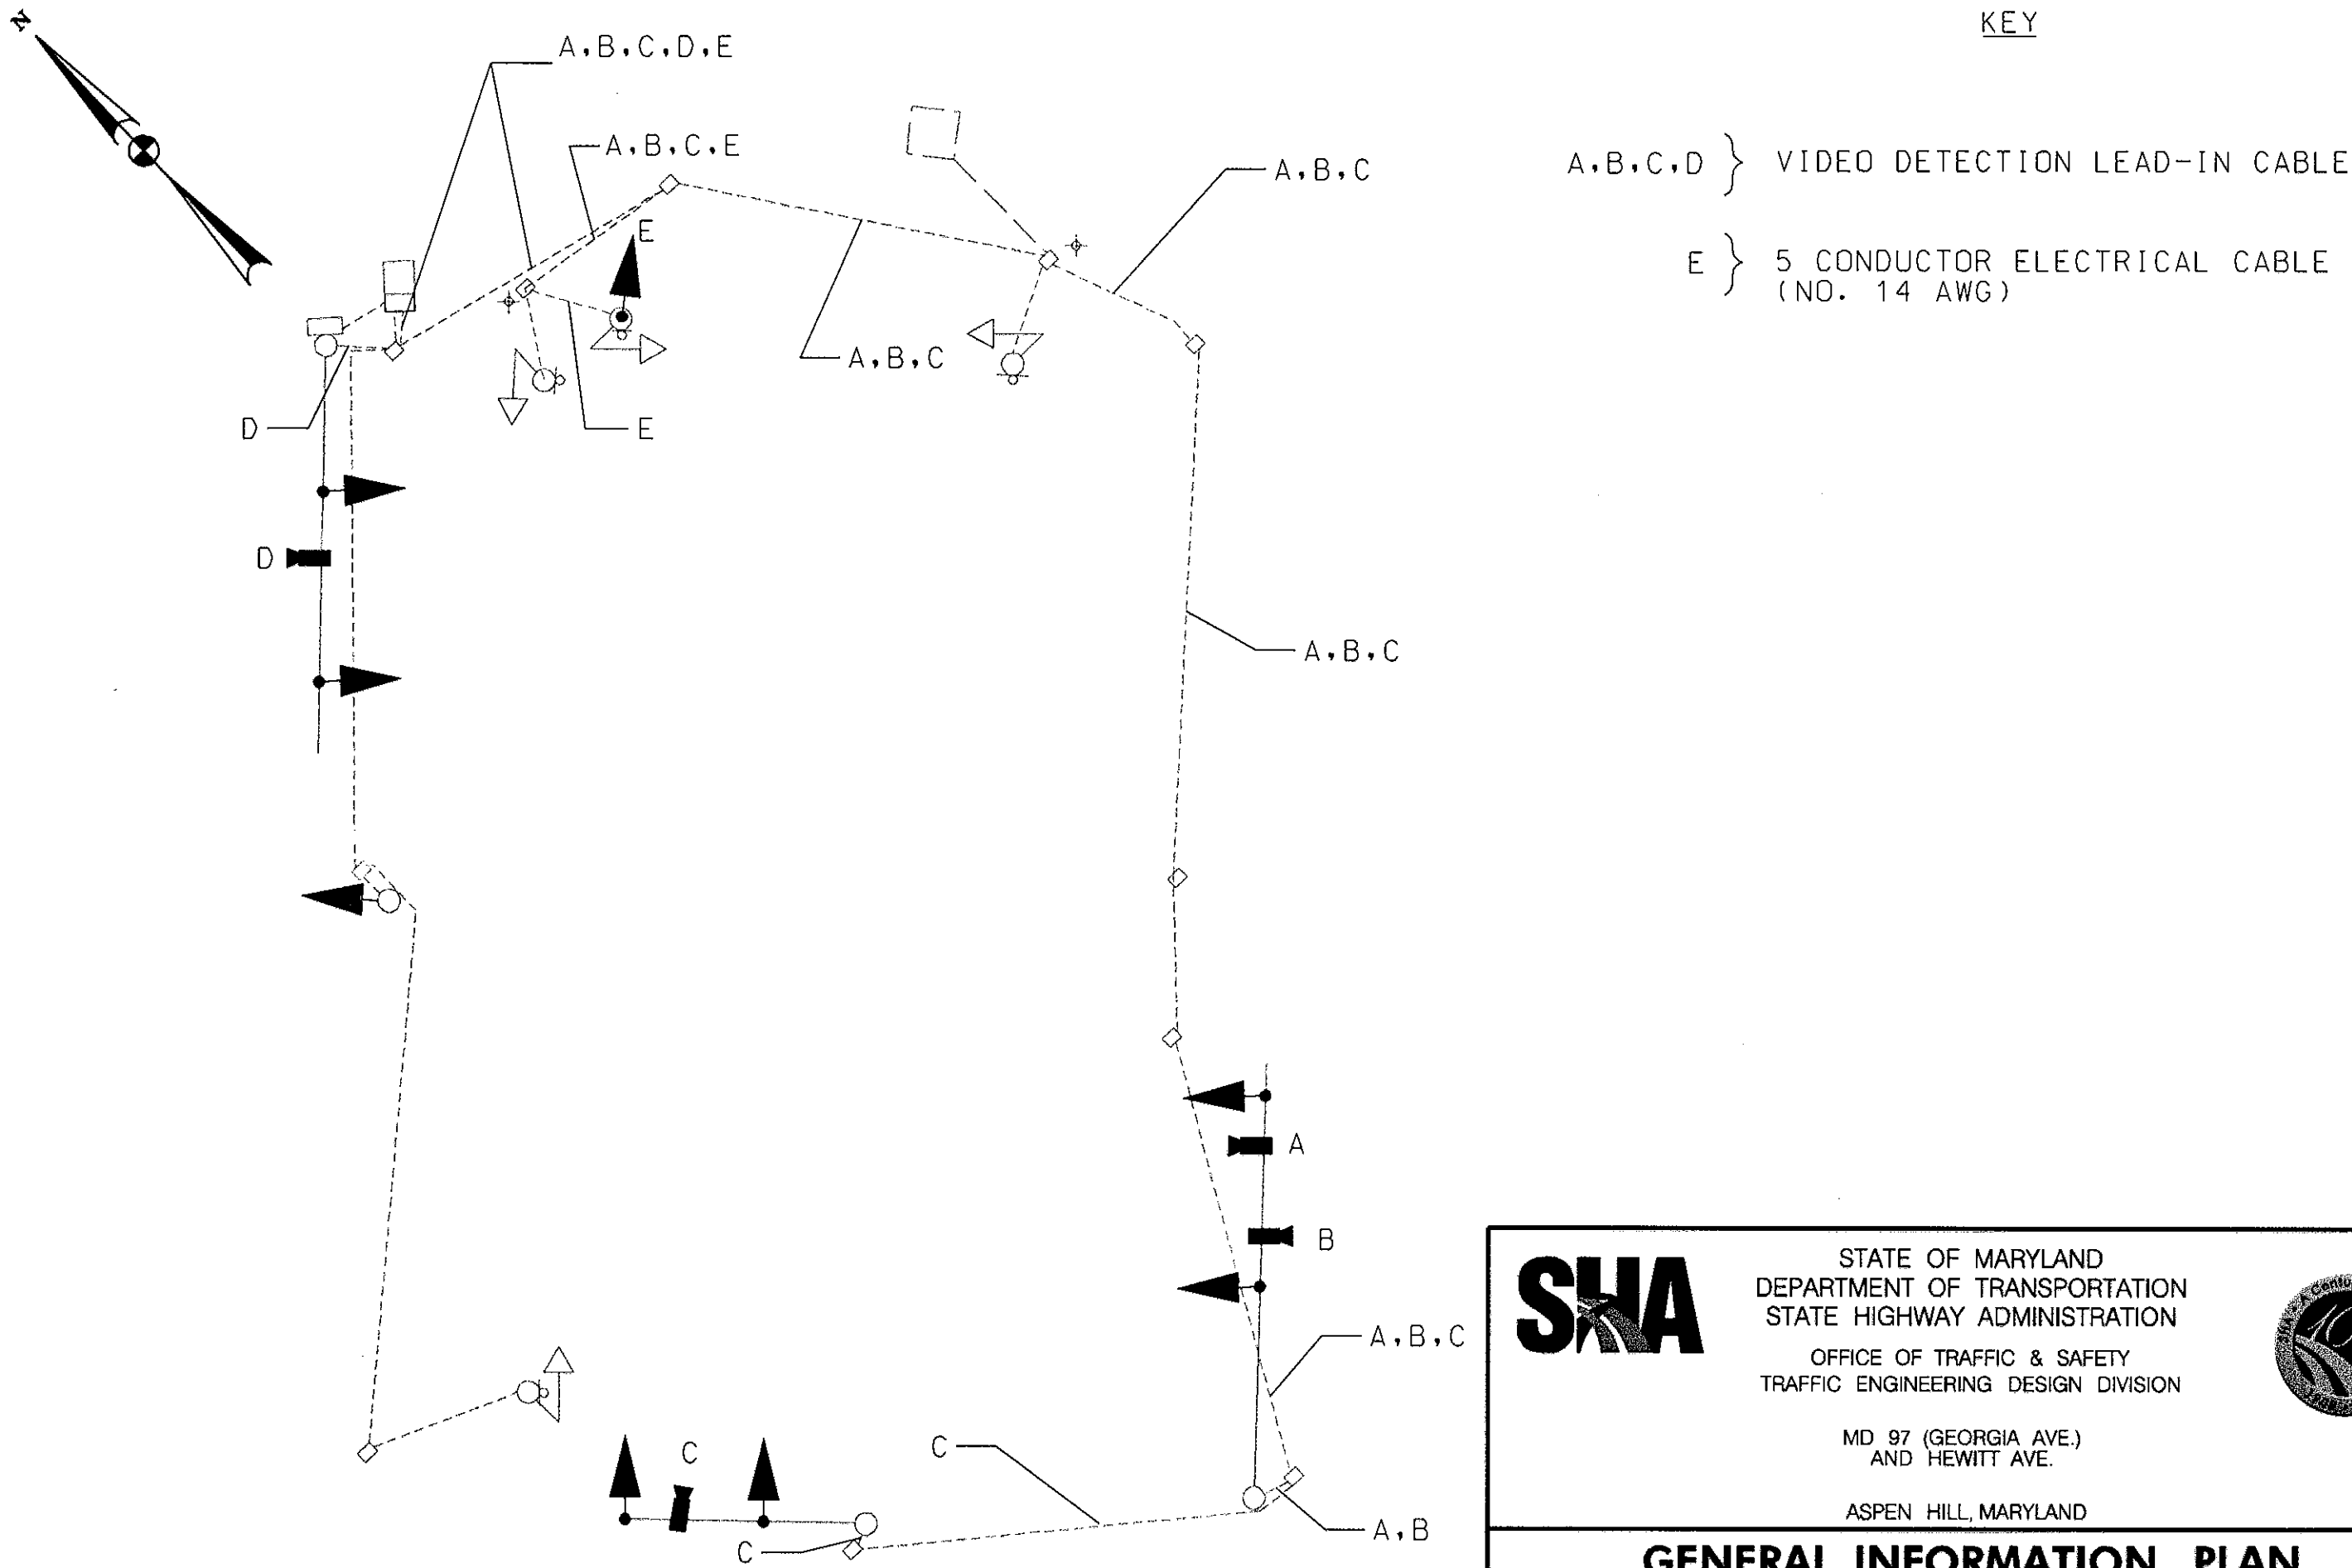 N
KEY
A,B,C,D,E
A,B,C,E
A,B,C
A,B,C,D } VIDEO DETECTION LEAD-IN CABLE
E
E } 5 CONDUCTOR ELECTRICAL CABLE
(NO. 14 AWG)
A,B,C
D
E
D
A,B,C
A
B
A,B,C
C
C
A,B
C
SHA
STATE OF MARYLAND
DEPARTMENT OF TRANSPORTATION
STATE HIGHWAY ADMINISTRATION
OFFICE OF TRAFFIC & SAFETY
TRAFFIC ENGINEERING DESIGN DIVISION
MD 97 (GEORGIA AVE.)
AND HEWITT AVE.
ASPEN HILL, MARYLAND
GENERAL INFORMATION PLAN